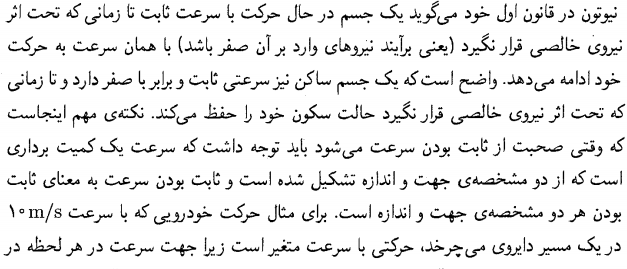 نیوتون در قانون اول خود می‌گوید یک جسم در حال حرکت با سرعت ثابت تا زمانی که تحت اثر
نیروی خالصی قرار نگیرد (یعنی برآیند نیروهای وارد بر آن صفر باشد) با همان سرعت به حرکت
خود ادامه می‌دهد. واضح است که یک جسم ساکن نیز سرعتی ثابت و برابر با صفر دارد و تا زمانی
که تحت اثر نیروی خالصی قرار نگیرد حالت سکون خود را حفظ می‌کند. نکته‌ی مهم اینجاست
که وقتی صحبت از ثابت بودن سرعت می‌شود باید توجه داشت که سرعت یک کمیت برداری
است که از دو مشخصه‌ی جهت و اندازه تشکیل شده است و ثابت بودن سرعت به معنای ثابت
بودن هر دو مشخصه‌ی جهت و اندازه است. برای مثال حرکت خودرویی که با سرعت ۱۰ m/s
در یک مسیر دایروی می‌چرخد، حرکتی با سرعت متغیر است زیرا جهت سرعت در هر لحظه در